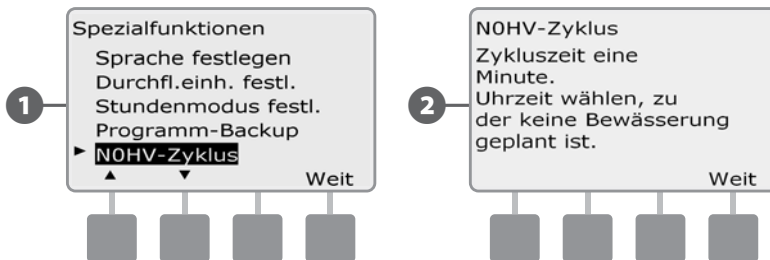 1
Spezialfunktionen
Sprache festlegen
Durchfl.einh. festl.
Stundenmodus festl.
Programm-Backup
► N0HV-Zyklus
▲ ▼ Weit
2
N0HV-Zyklus
Zykluszeit eine
Minute.
Uhrzeit wählen, zu
der keine Bewässerung
geplant ist.
Weit